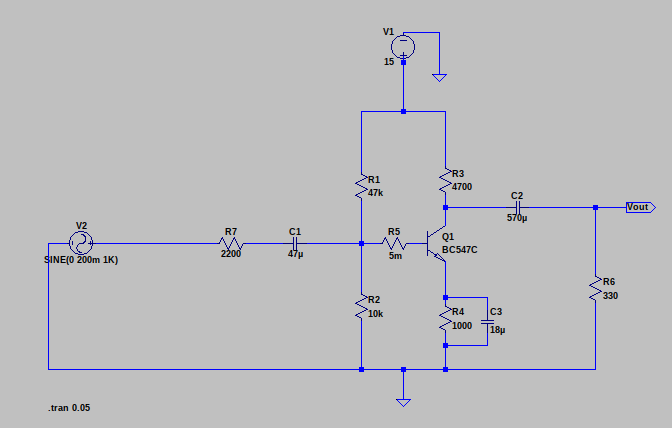 V1
15
R1
47k
R3
4700
C2
570µ
Vout
V2
SINE(0 200m 1K)
R7
2200
C1
47µ
R5
5m
Q1
BC547C
R6
330
R2
10k
R4
1000
C3
18µ
.tran 0.05